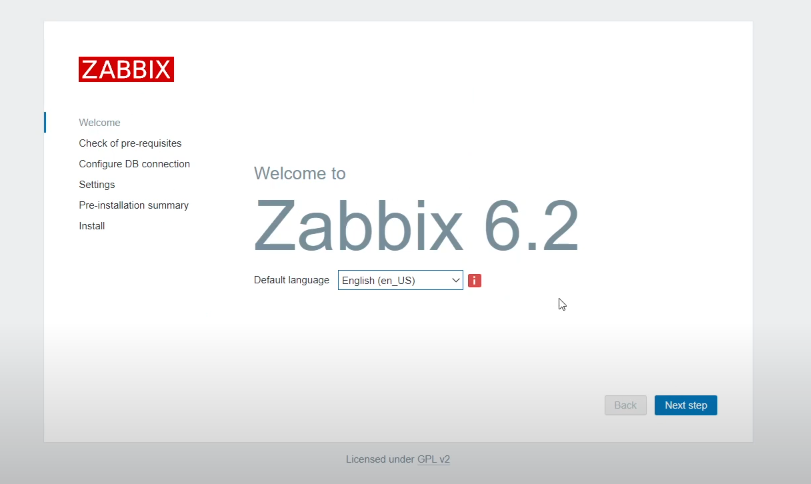 ZABBIX
Welcome
Check of pre-requisites
Configure DB connection
Settings
Pre-installation summary
Install
Welcome to
Zabbix 6.2
Default language English (en_US) i
Back Next step
Licensed under GPL v2